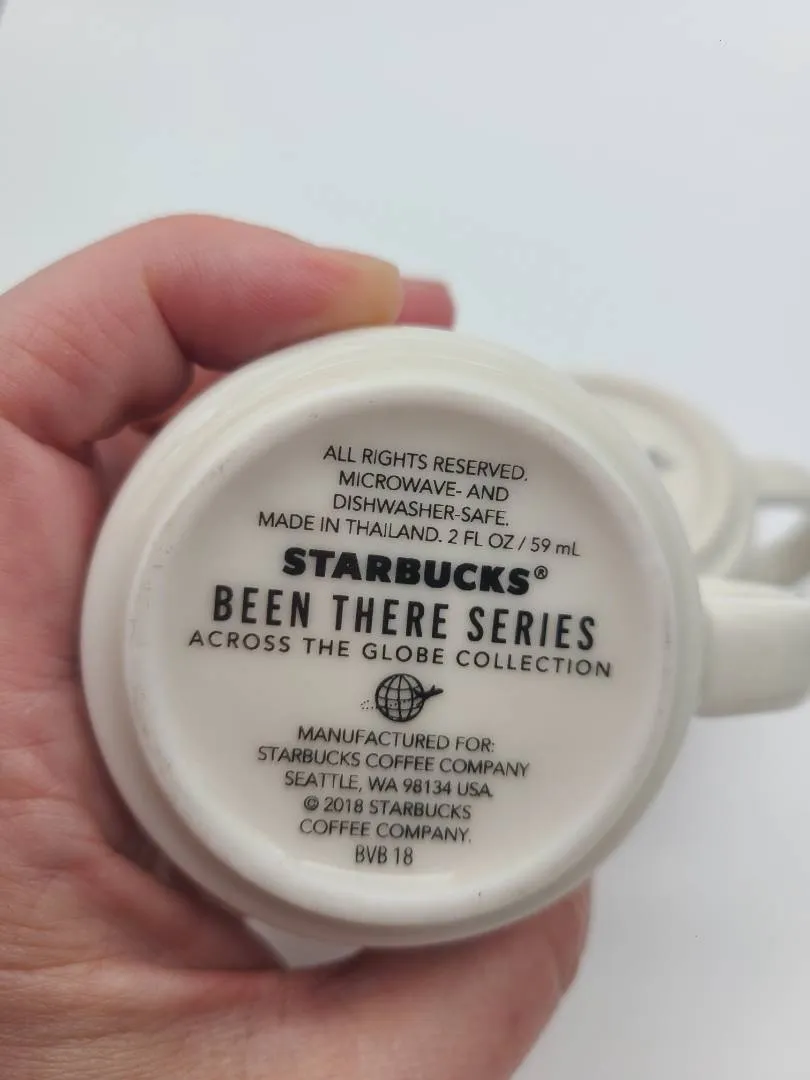 ALL RIGHTS RESERVED.
MICROWAVE- AND
DISHWASHER-SAFE.
MADE IN THAILAND. 2 FL OZ / 59 mL
STARBUCKS®
BEEN THERE SERIES
ACROSS THE GLOBE COLLECTION
MANUFACTURED FOR:
STARBUCKS COFFEE COMPANY
SEATTLE, WA 98134 USA
© 2018 STARBUCKS
COFFEE COMPANY.
BVB 18